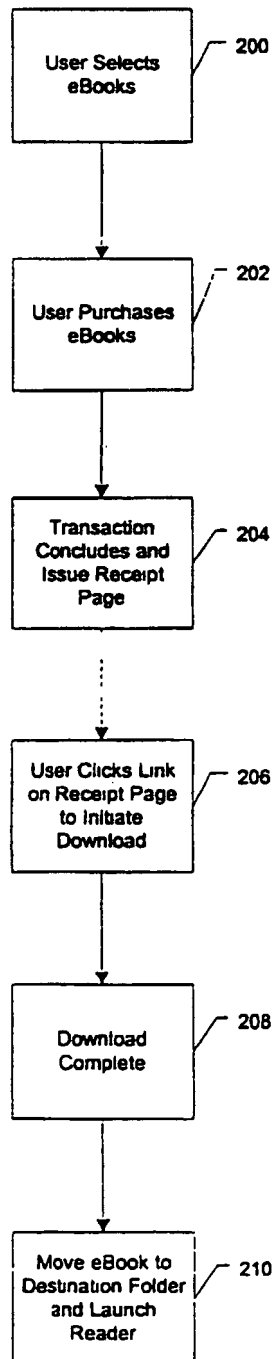 User Selects
eBooks
200
User Purchases
eBooks
202
Transaction
Concludes and
Issue Receipt
Page
204
User Clicks Link
on Receipt Page
to Initiate
Download
206
Download
Complete
208
Move eBook to
Destination Folder
and Launch
Reader
210